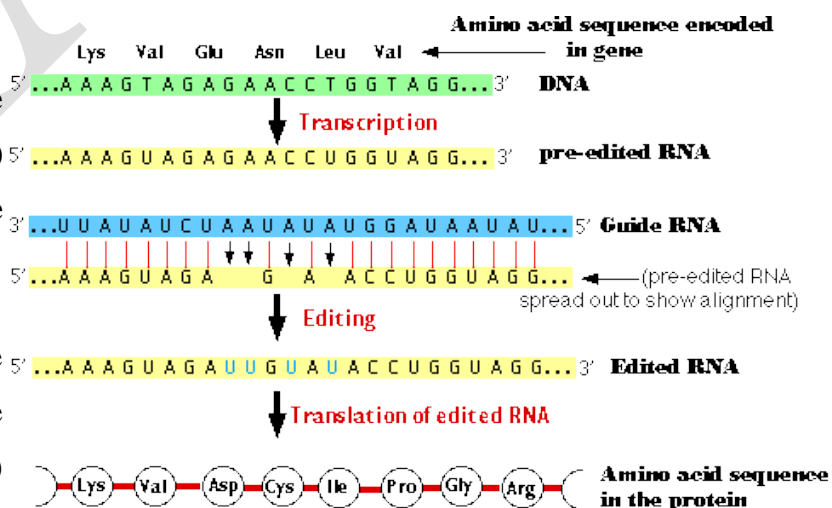 Amino acid sequence encoded
in gene
Lys Val Glu Asn Leu Val
5' ...A A A G T A G A G A A C C T G G T A G G... 3' DNA
Transcription
5' ...A A A G U A G A G A A C C U G G U A G G... 3' pre-edited RNA
3' ...U U A U A U C U A A U A U A U G G A U A A U A U... 5' Guide RNA
5' ...A A A G U A G A G A A C C U G G U A G G... (pre-edited RNA
spread out to show alignment)
Editing
5' ...A A A G U A G A U U G U A U A C C U G G U A G G... 3' Edited RNA
Translation of edited RNA
Lys Val Asp Cys Ile Pro Gly Arg
Amino acid sequence
in the protein